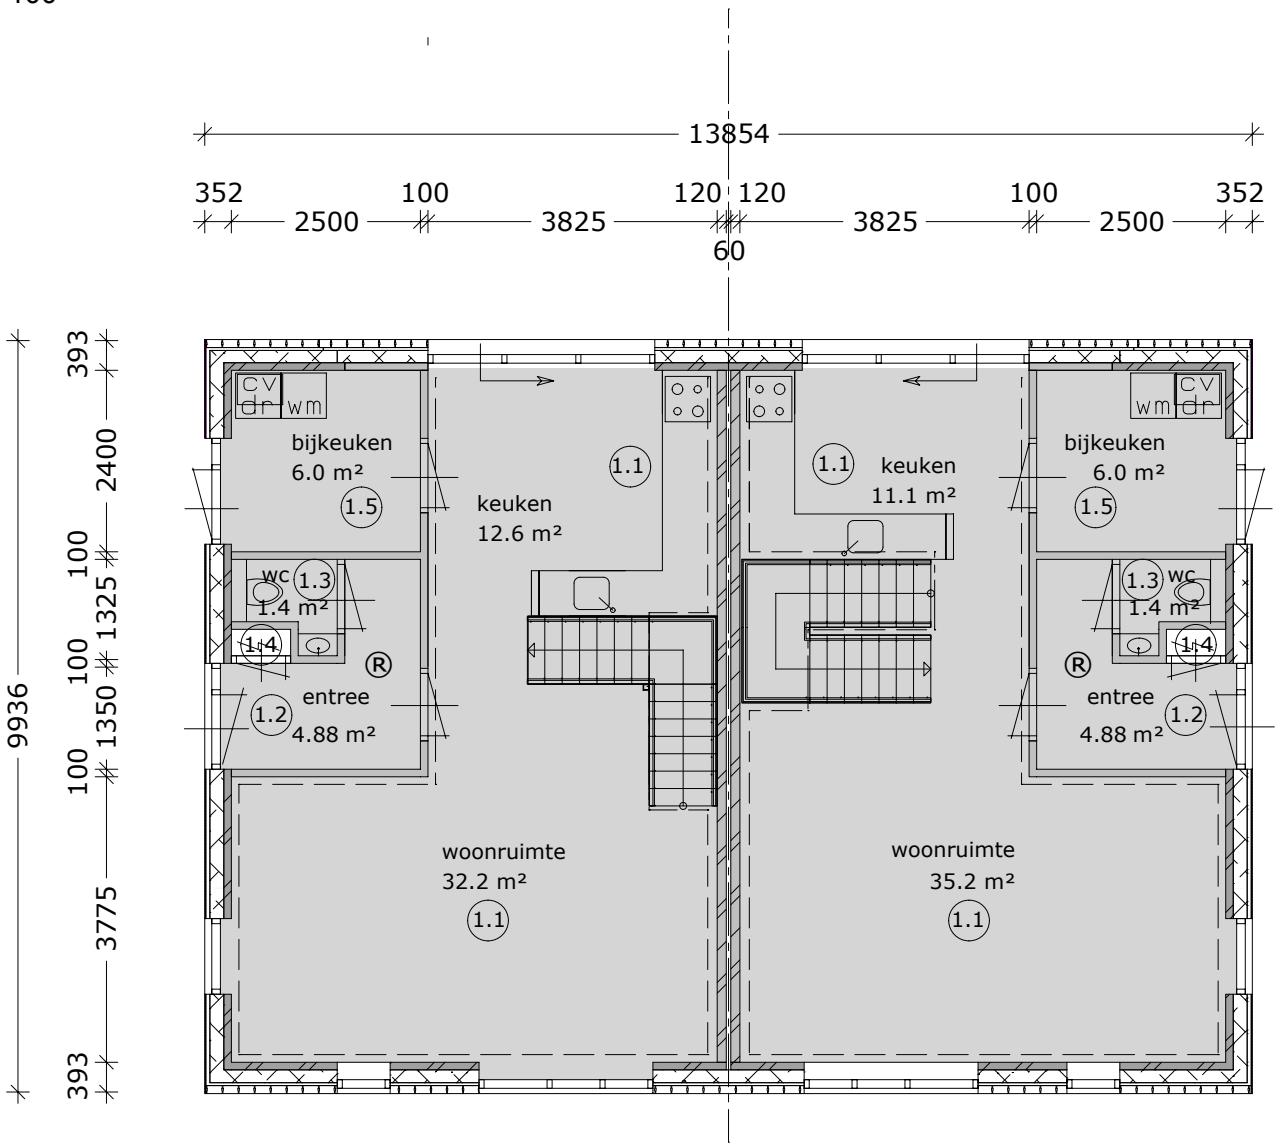 13854
352 100 120 120 100 352
2500 3825 3825 2500
60
9936
393
2400
100
1325
100
1350
100
3775
393
cv
dr wm
bijkeuken
6.0 m²
1.5
1.1
keuken
12.6 m²
wc 1.3
1.4 m²
1.4
®
entree
1.2
4.88 m²
woonruimte
32.2 m²
1.1
cv
wm dr
1.1
keuken
11.1 m²
bijkeuken
6.0 m²
1.5
1.3 wc
1.4 m²
1.4
®
entree
1.2
4.88 m²
woonruimte
35.2 m²
1.1